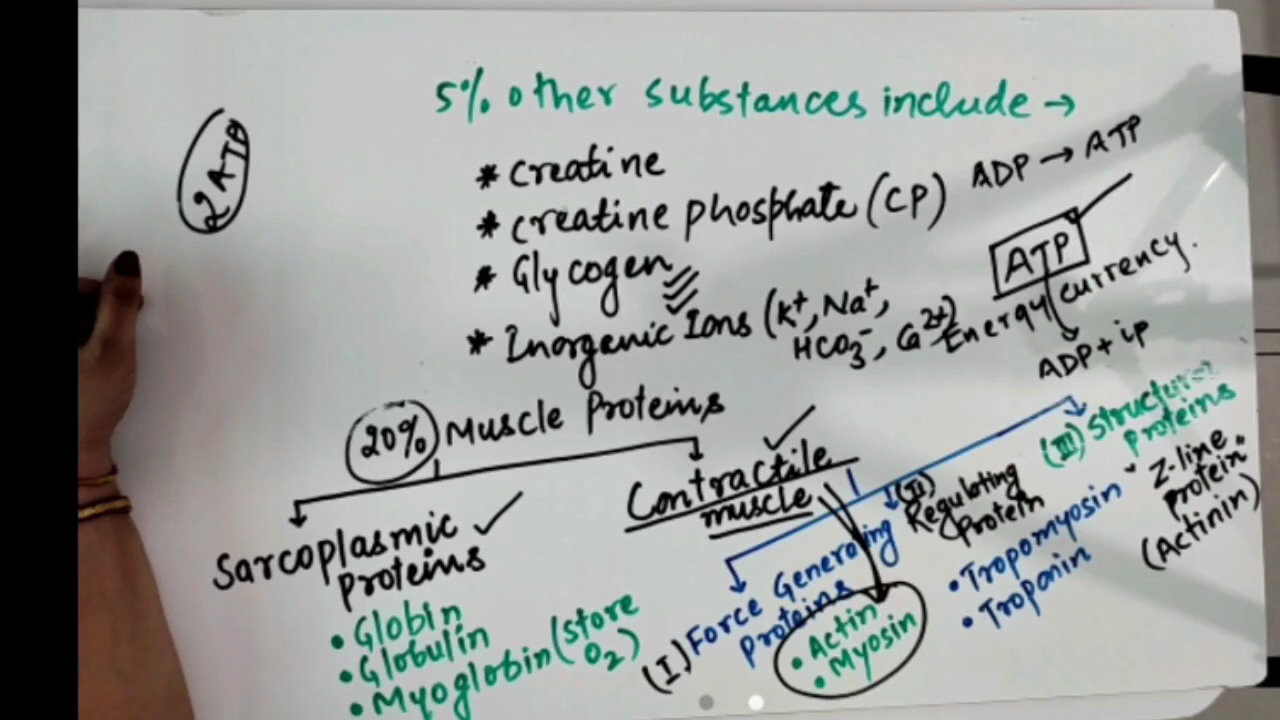 2 ATP
5% other substances include →
* Creatine
* Creatine phosphate (CP) ADP → ATP
* Glycogen
* Inorganic Ions (K+, Na+,
HCO3-, Ca2+)
ATP
Energy currency.
ADP + ip
20% Muscle Proteins
Sarcoplasmic
Proteins
• Globin
• Globulin
• Myoglobin (store
O2)
Contractile
muscle
(I) Force Generating
Proteins
• Actin
• Myosin
(II)
Regulating
Protein
• Tropomyosin
• Troponin
(III) Structural
Proteins
• Z-line
Protein
(Actinin)